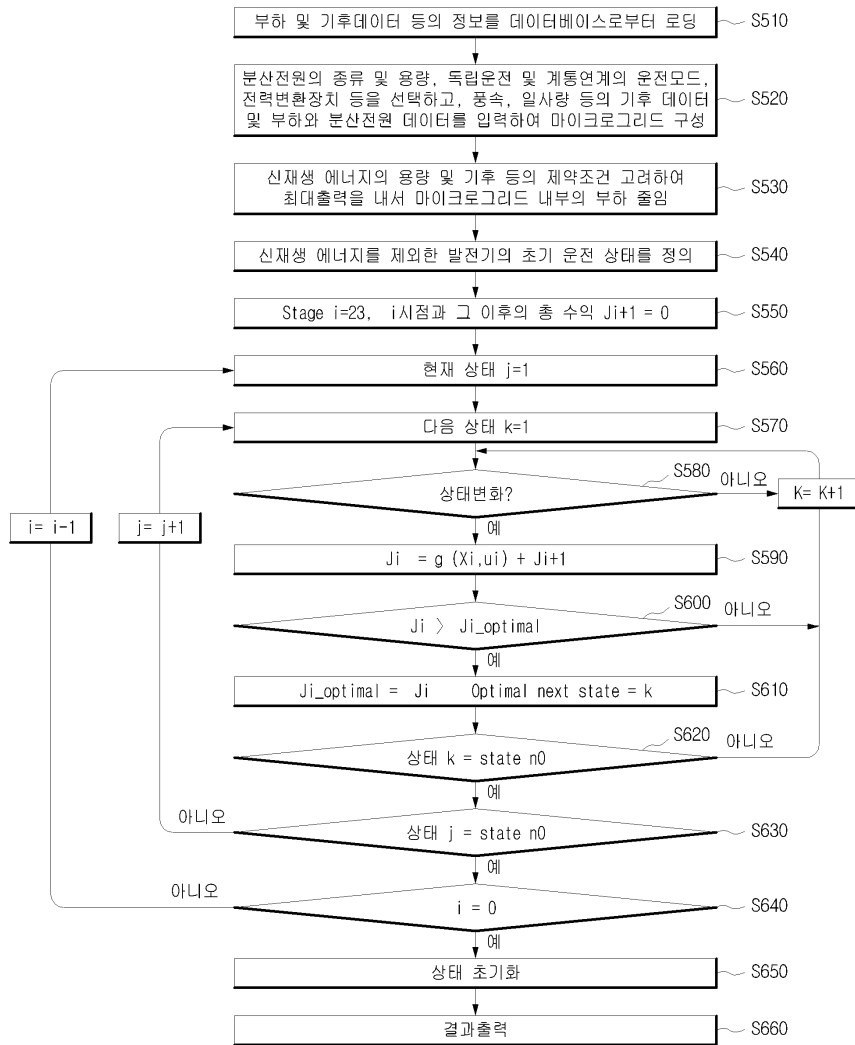 부하 및 기후데이터 등의 정보를 데이터베이스로부터 로딩
S510
분산전원의 종류 및 용량, 독립운전 및 계통연계의 운전모드,
전력변환장치 등을 선택하고, 풍속, 일사량 등의 기후 데이터
및 부하와 분산전원 데이터를 입력하여 마이크로그리드 구성
S520
신재생 에너지의 용량 및 기후 등의 제약조건 고려하여
최대출력을 내서 마이크로그리드 내부의 부하 줄임
S530
신재생 에너지를 제외한 발전기의 초기 운전 상태를 정의
S540
Stage i=23, i시점과 그 이후의 총 수익 Ji+1 = 0
S550
현재 상태 j=1
S560
다음 상태 k=1
S570
상태변화?
S580
아니오
K= K+1
예
i= i-1
j= j+1
Ji = g (Xi,ui) + Ji+1
S590
Ji > Ji_optimal
S600
아니오
예
Ji_optimal = Ji Optimal next state = k
S610
상태 k = state n0
S620
아니오
예
아니오
상태 j = state n0
S630
예
아니오
i = 0
S640
예
상태 초기화
S650
결과출력
S660